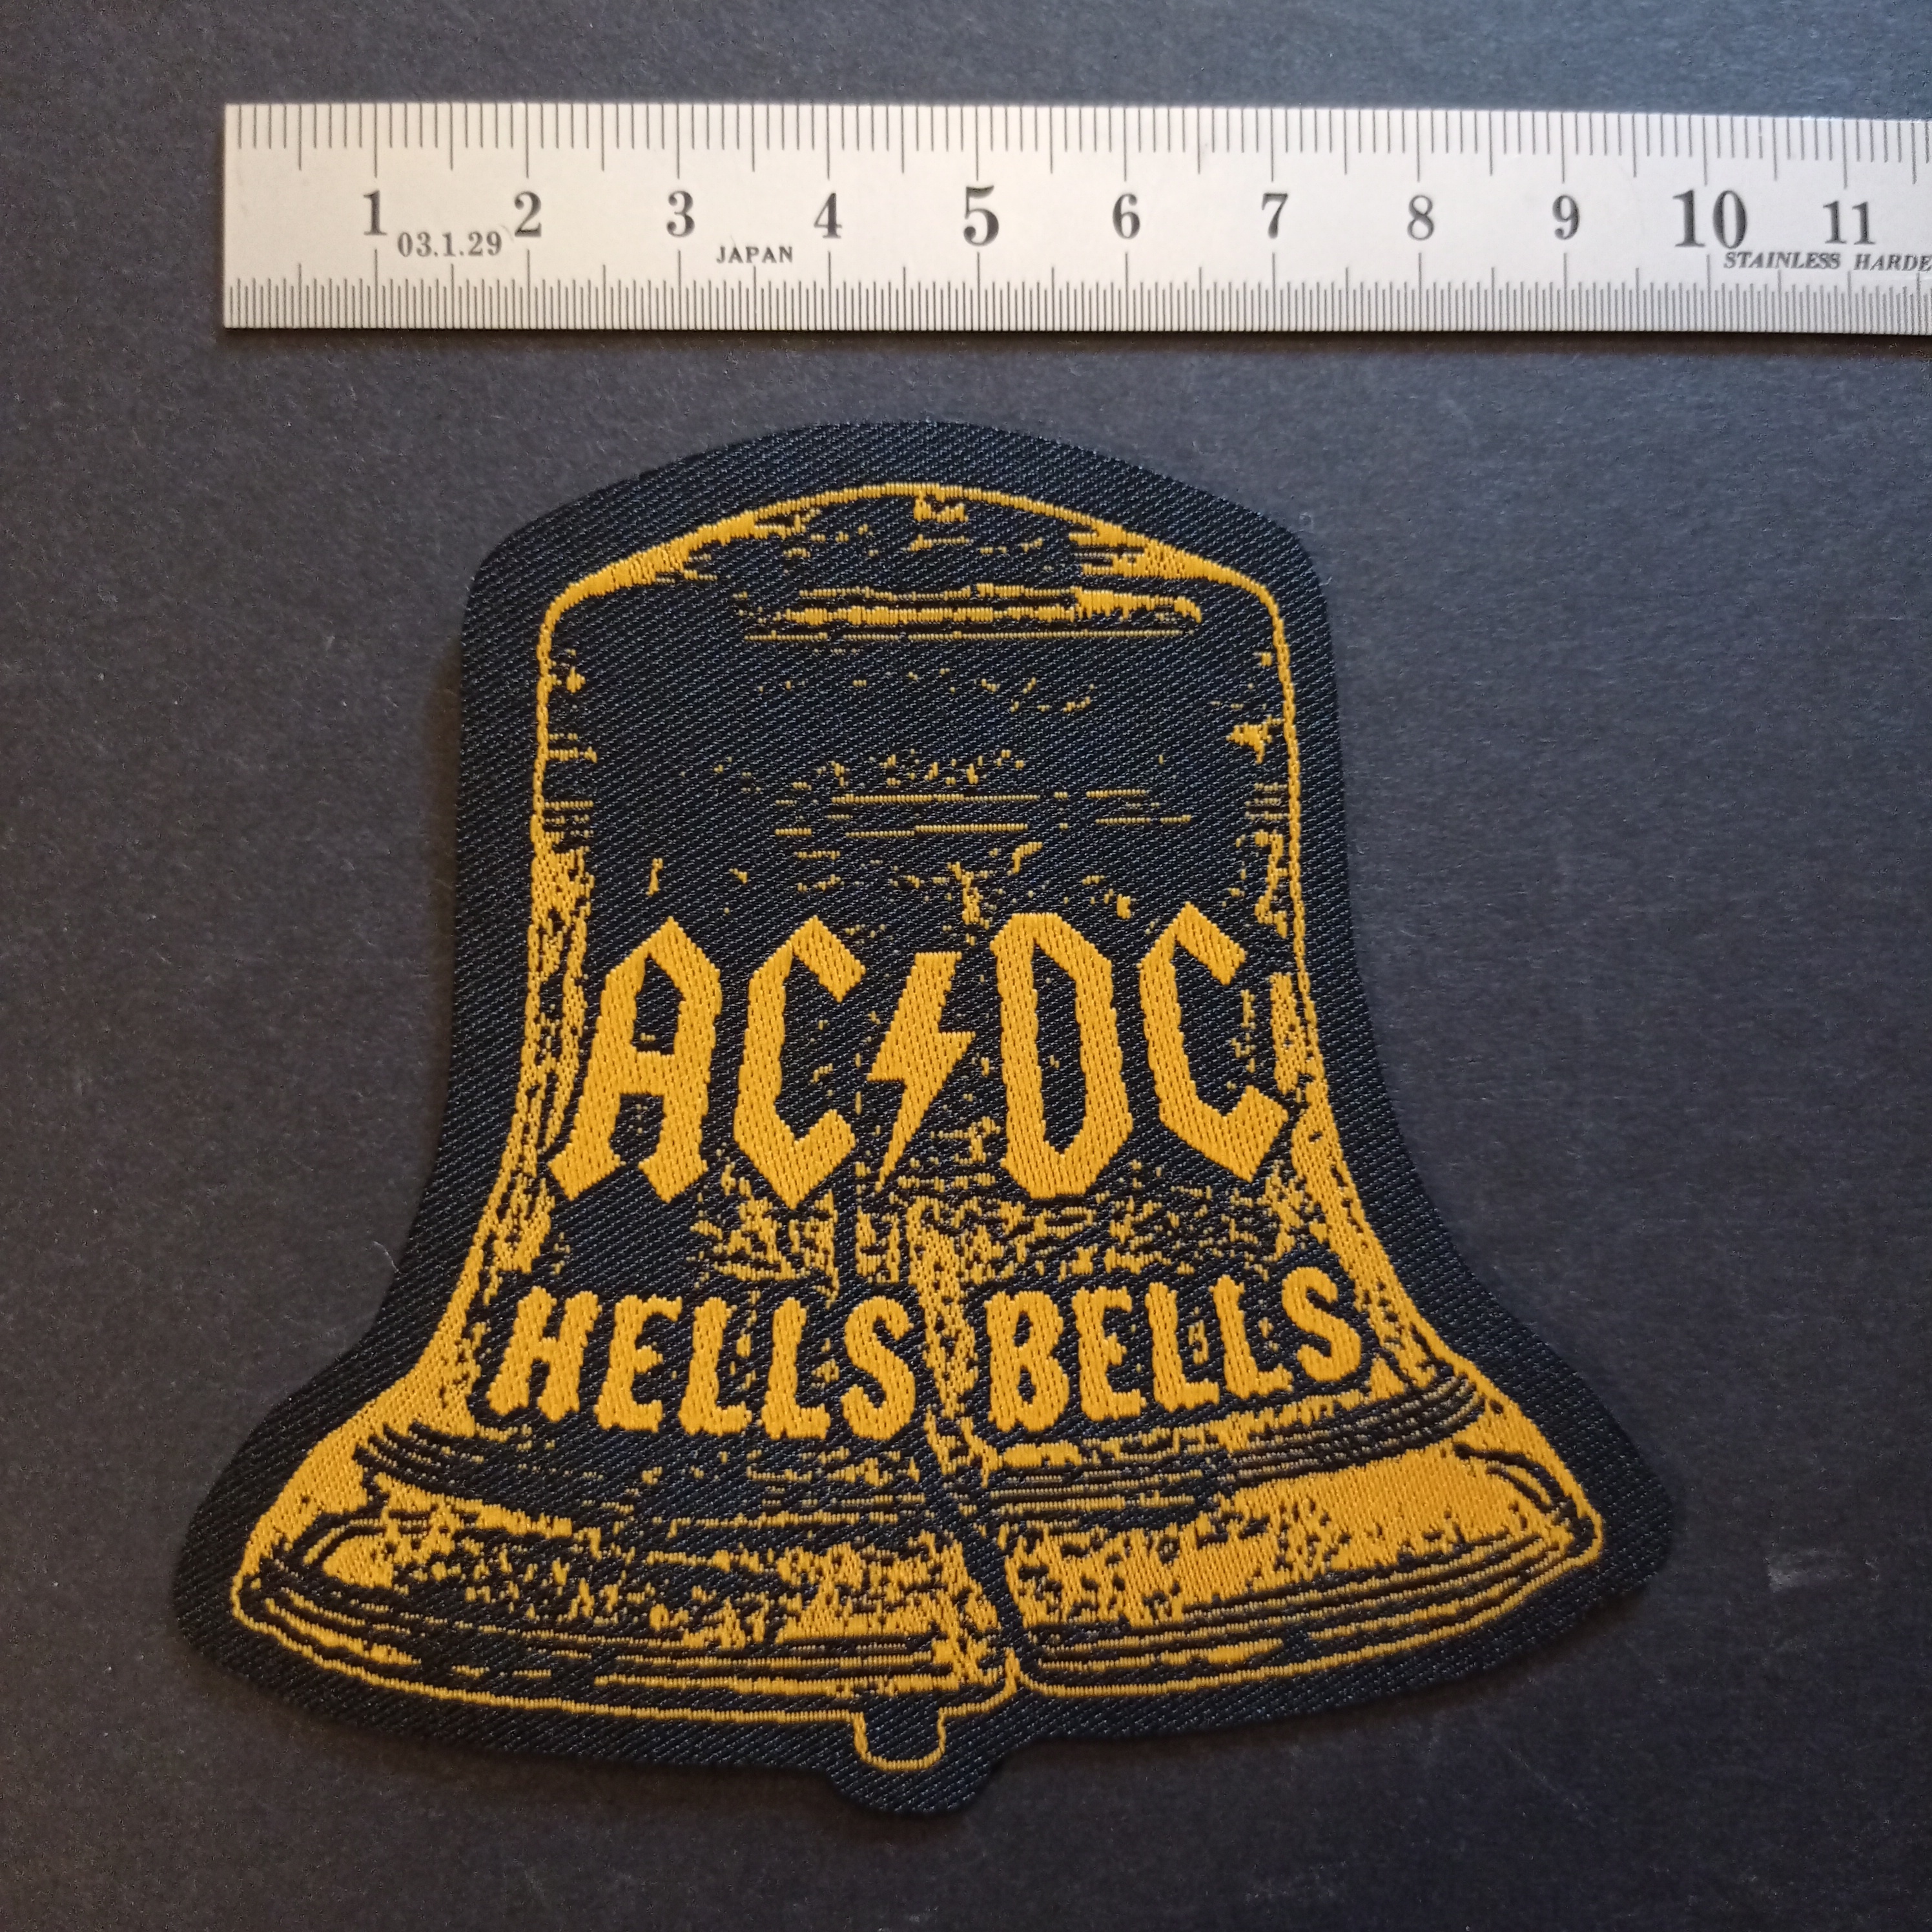 1 2 3 4 5 6 7 8 9 10 11
03.1.29 JAPAN STAINLESS HARDE
AC⚡DC
HELLS BELLS